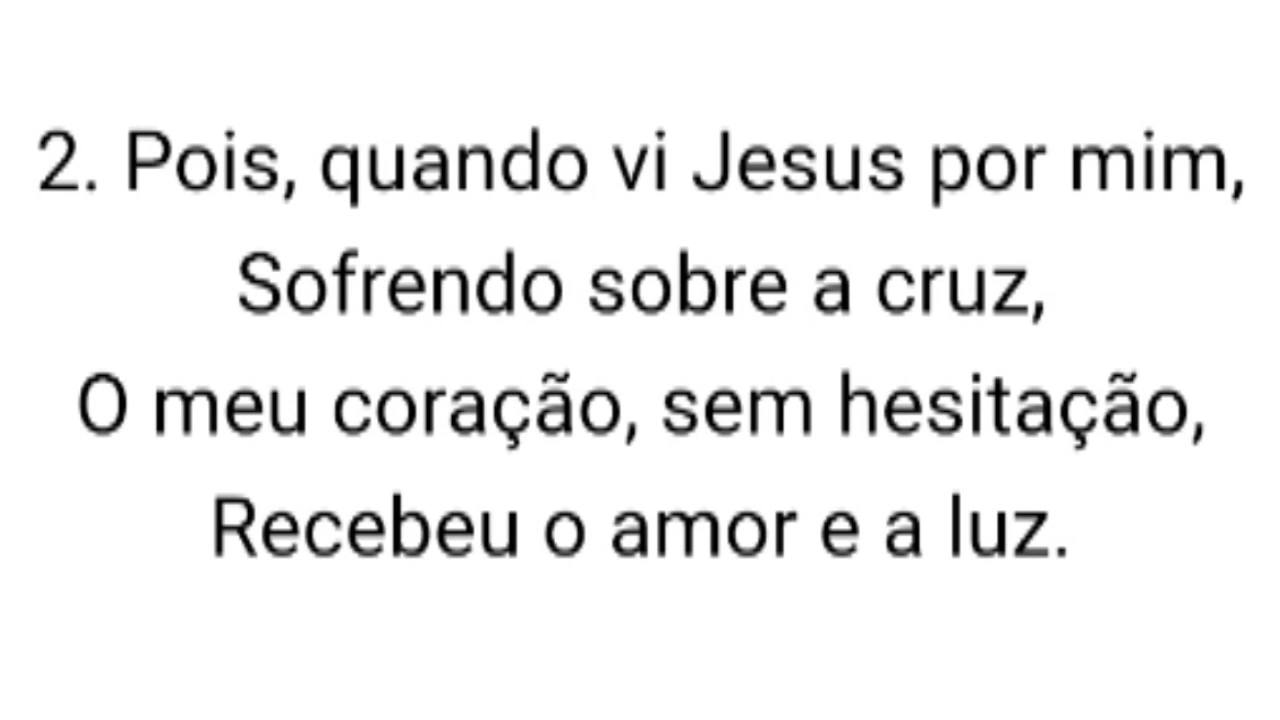 2. Pois, quando vi Jesus por mim,
Sofrendo sobre a cruz,
O meu coração, sem hesitação,
Recebeu o amor e a luz.